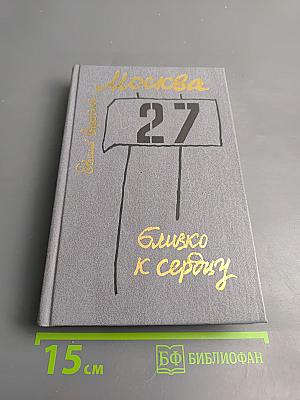 Москва
27
близко
к сердцу
15 см
БФ БИБЛИОФАН